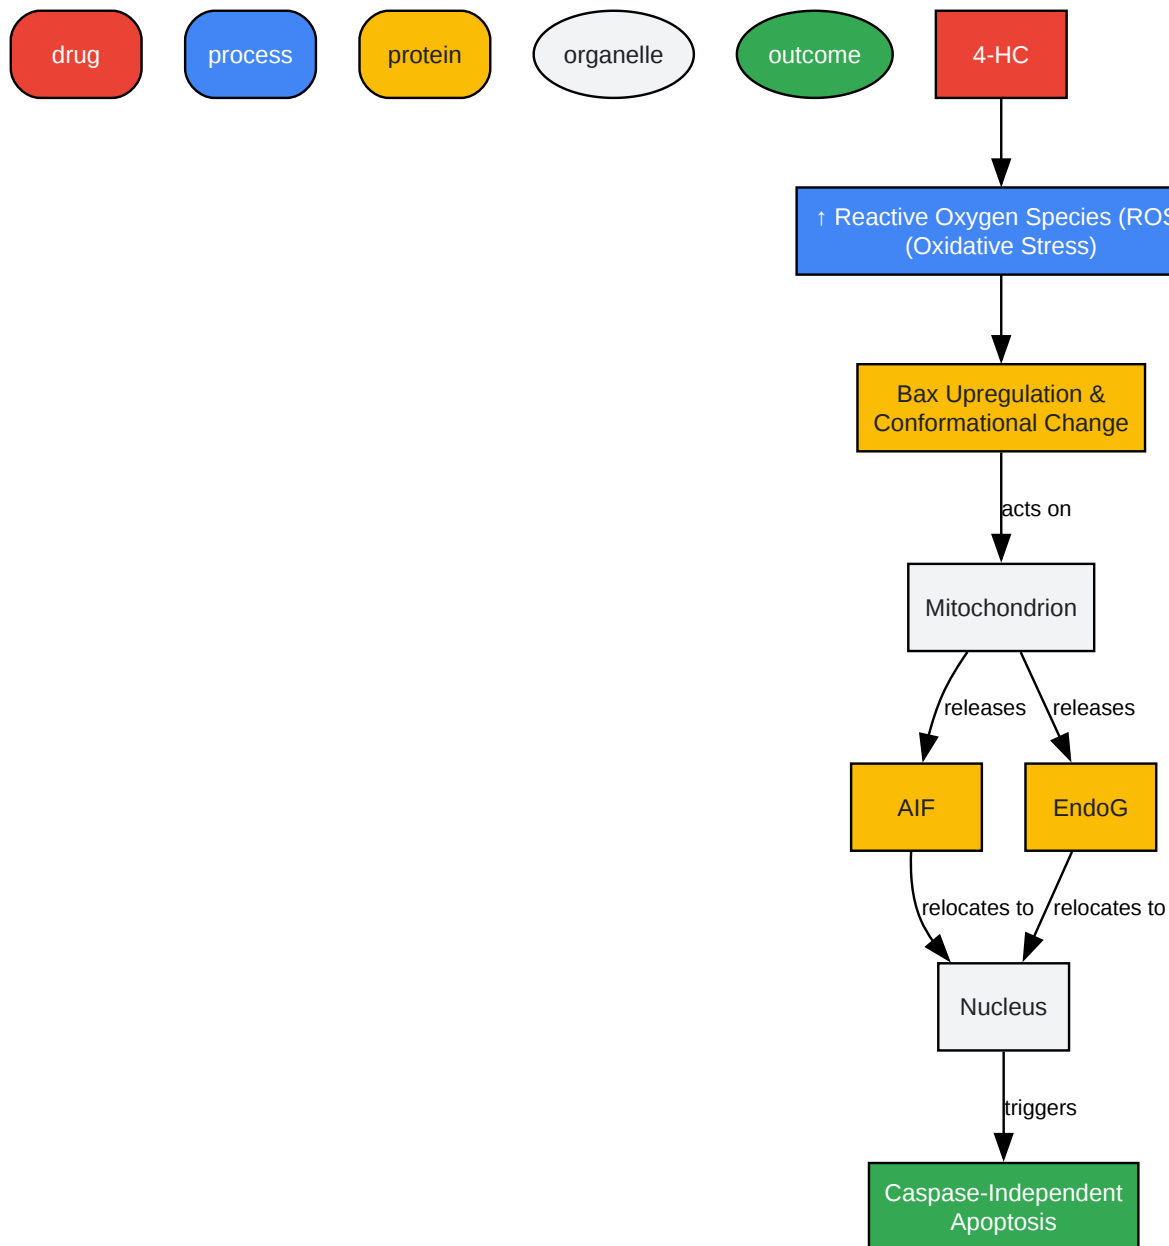 drug
process
protein
organelle
outcome
4-HC
↑ Reactive Oxygen Species (ROS
(Oxidative Stress)
Bax Upregulation &
Conformational Change
acts on
Mitochondrion
releases
releases
AIF
EndoG
relocates to
relocates to
Nucleus
triggers
Caspase-Independent
Apoptosis